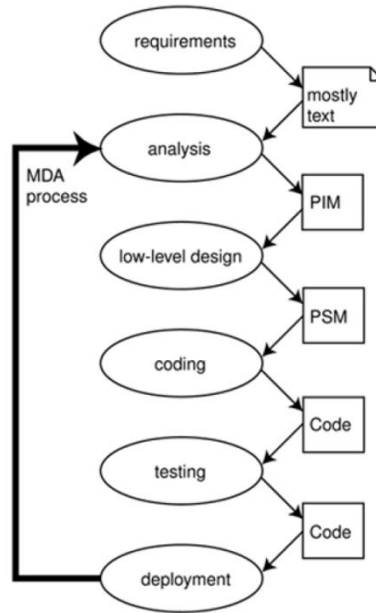 requirements
mostly
text
analysis
MDA
process
PIM
low-level design
PSM
coding
Code
testing
Code
deployment